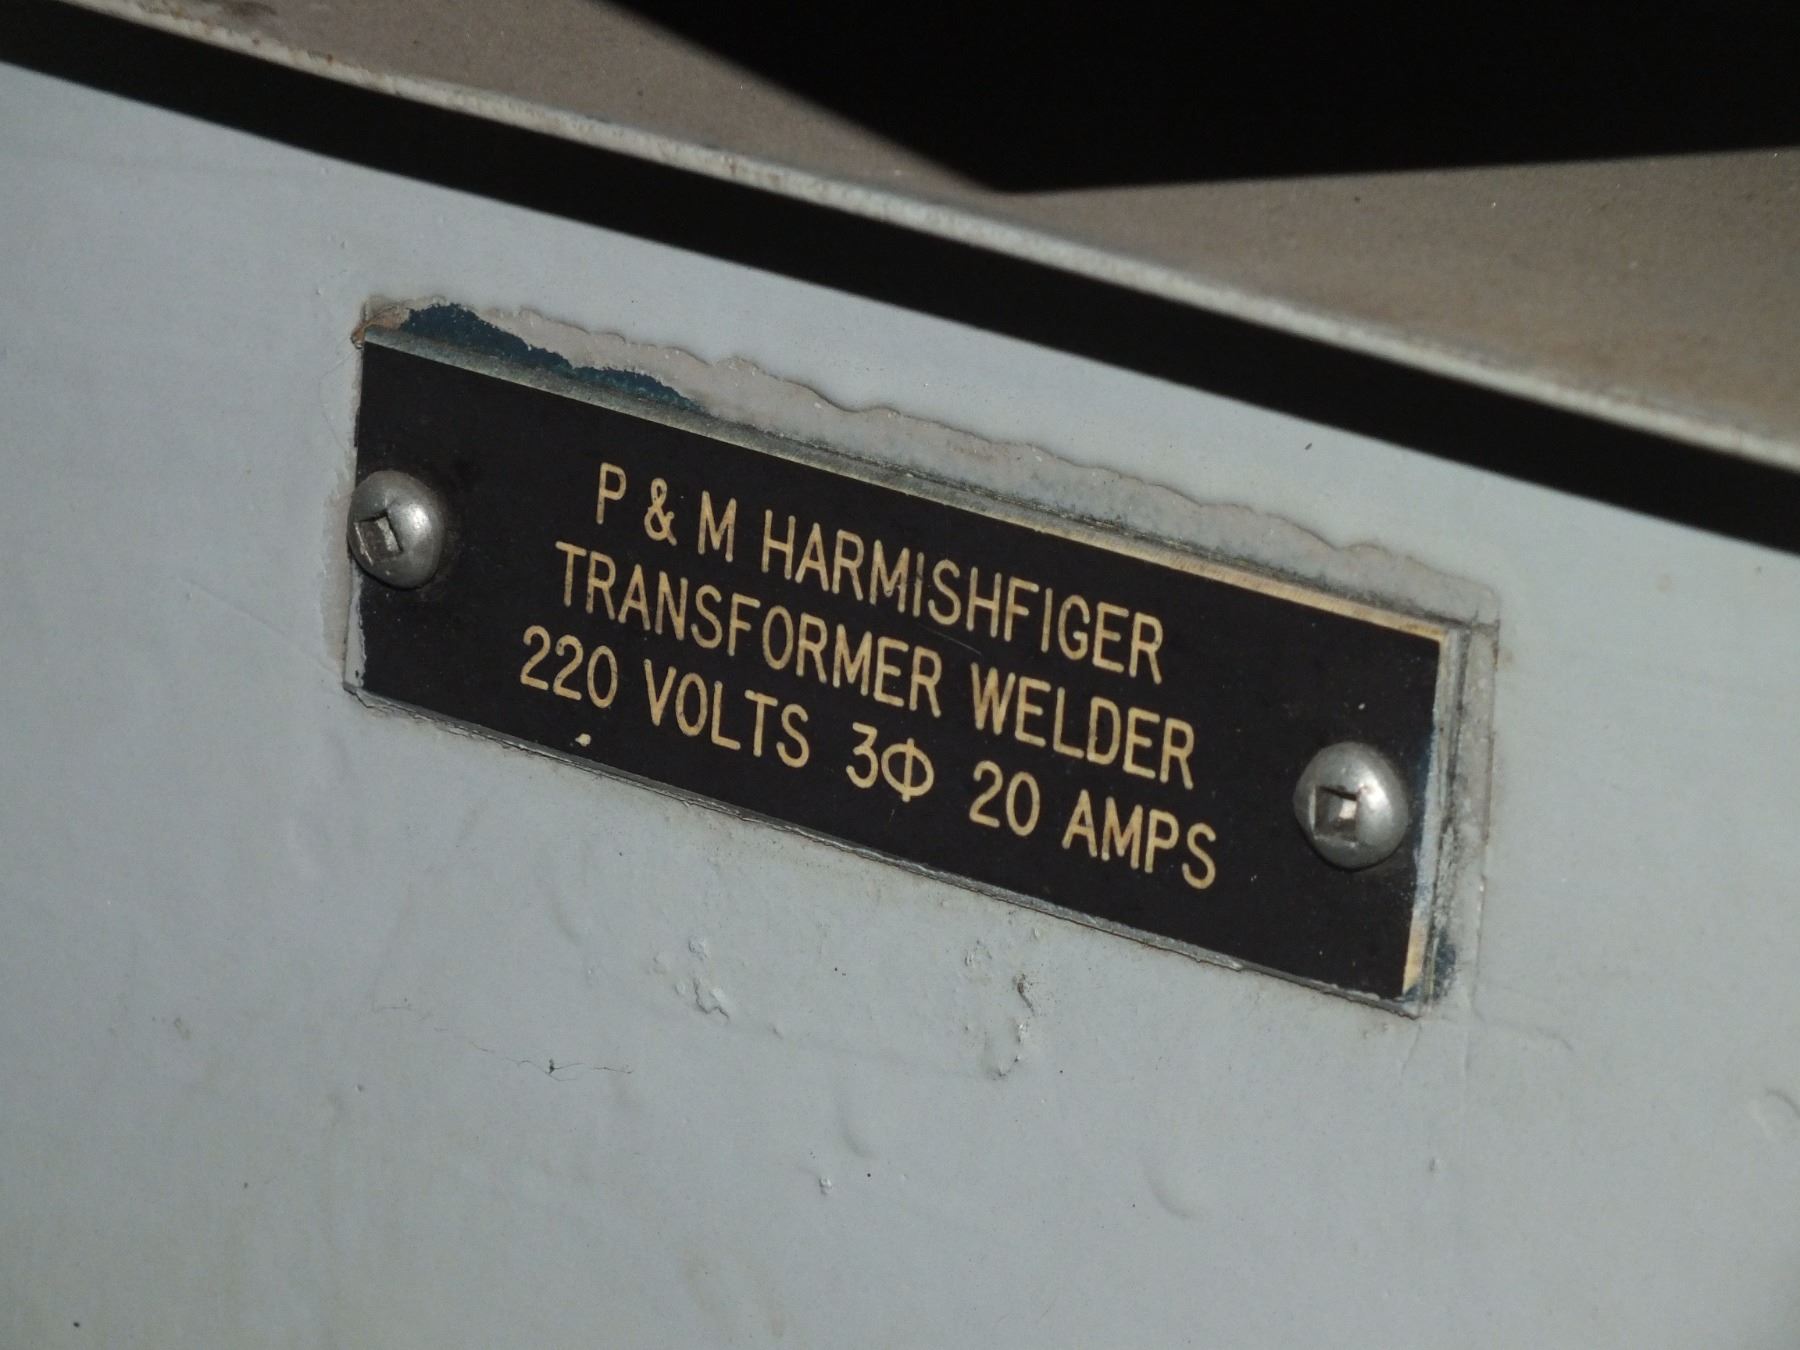 P & M HARMISHFIGER
TRANSFORMER WELDER
220 VOLTS 3Φ 20 AMPS